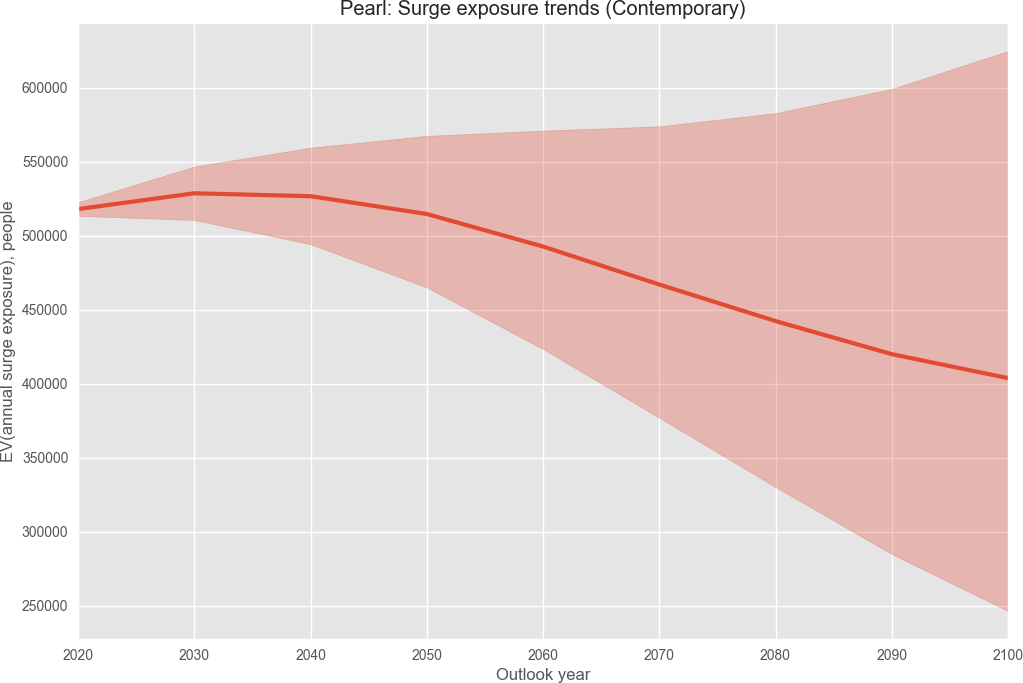 Pearl: Surge exposure trends (Contemporary)
EV(annual surge exposure), people
600000
550000
500000
450000
400000
350000
300000
250000
2020 2030 2040 2050 2060 2070 2080 2090 2100
Outlook year